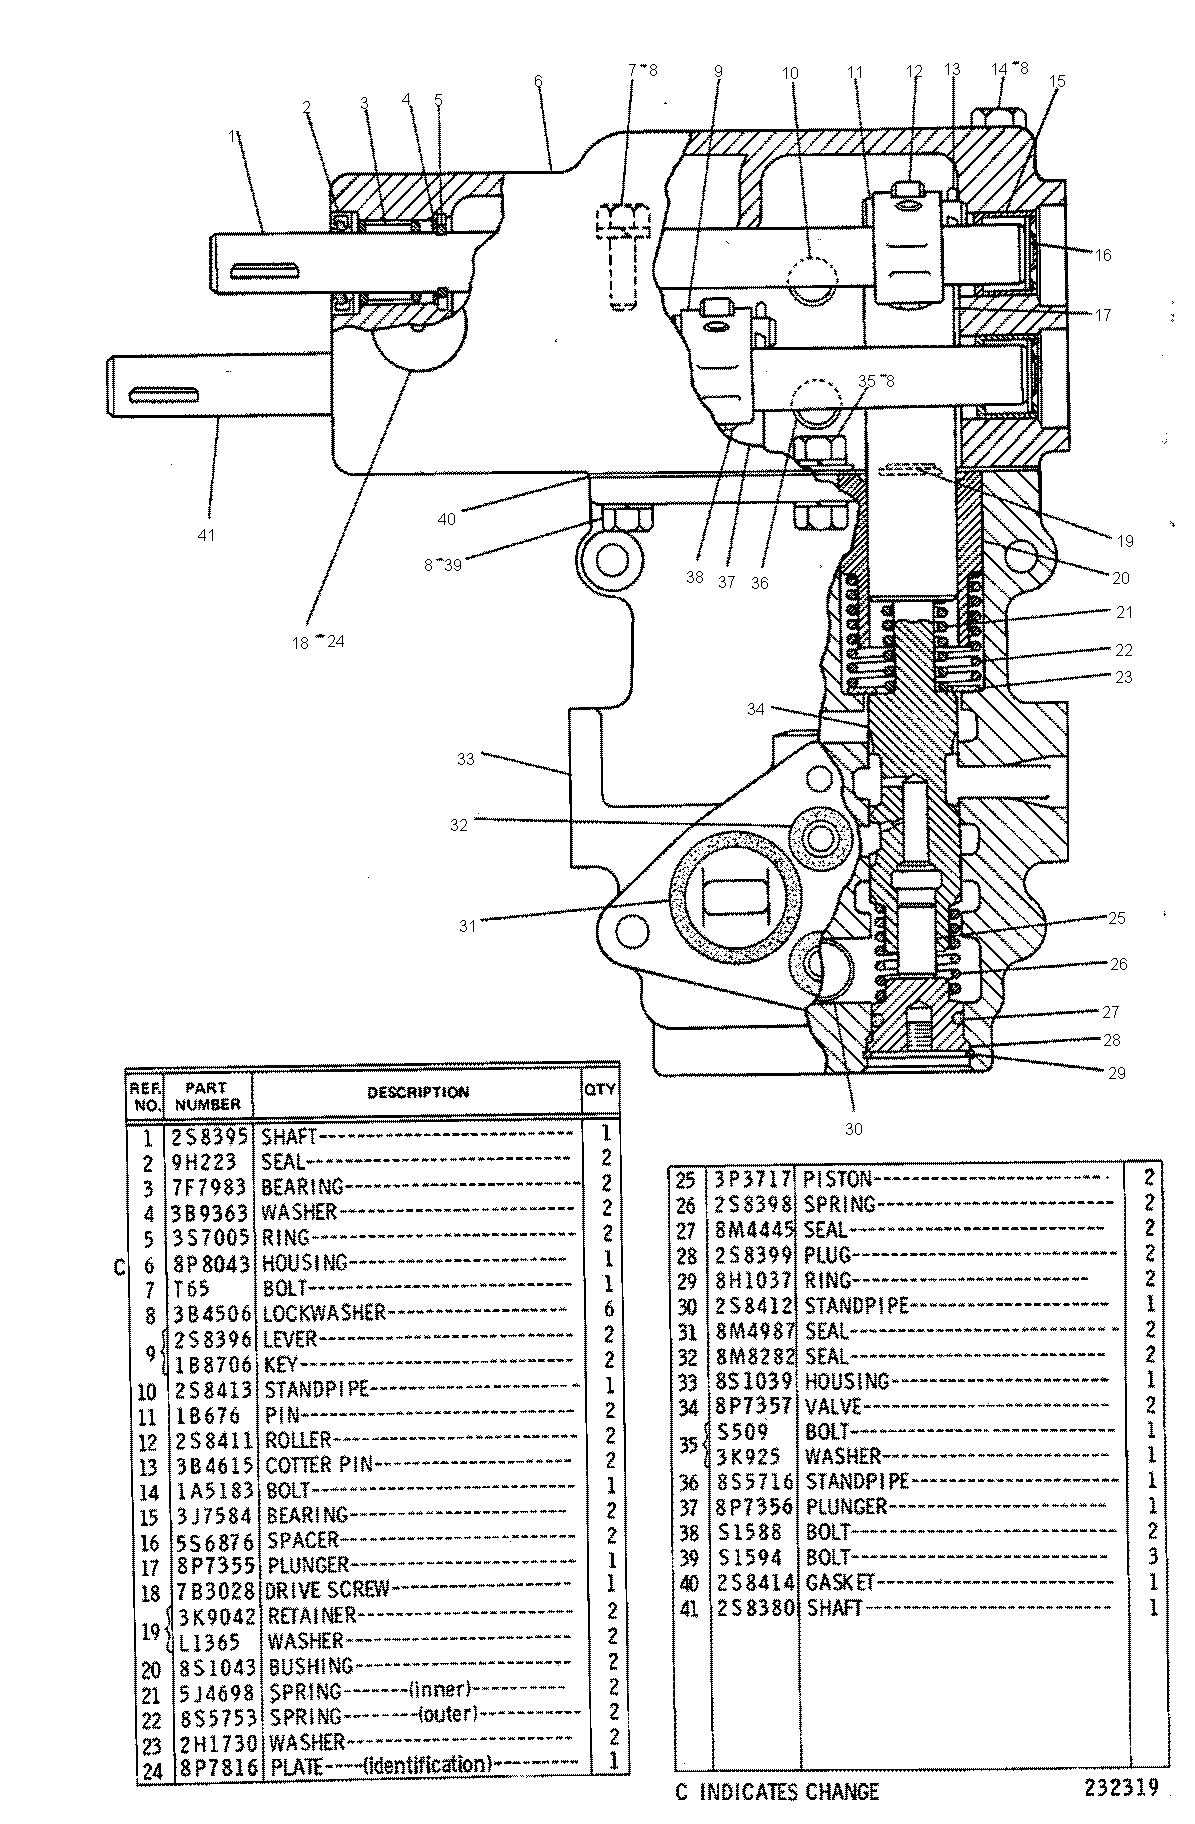 1
2
3
4
5
6
7-8
9
10
11
12
13
14-8
15
16
17
35-8
41
40
8-39
38
37
36
19
20
18-24
21
22
23
34
33
32
31
25
26
27
28
29
30
REF. NO. PART NUMBER DESCRIPTION QTY
1 2S8395 SHAFT 1
2 9H223 SEAL 2
3 7F7983 BEARING 2
4 3B9363 WASHER 2
5 3S7005 RING 2
C 6 8P8043 HOUSING 1
7 T65 BOLT 1
8 3B4506 LOCKWASHER 6
9 2S8396 LEVER 2
1B8706 KEY 2
10 2S8413 STANDPIPE 1
11 1B676 PIN 2
12 2S8411 ROLLER 2
13 3B4615 COTTER PIN 2
14 1A5183 BOLT 1
15 3J7584 BEARING 2
16 5S6876 SPACER 2
17 8P7355 PLUNGER 1
18 7B3028 DRIVE SCREW 1
19 3K9042 RETAINER 2
L1365 WASHER 2
20 8S1043 BUSHING 2
21 5J4698 SPRING (inner) 2
22 8S5753 SPRING (outer) 2
23 2H1730 WASHER 2
24 8P7816 PLATE (identification) 1
25 3P3717 PISTON 2
26 2S8398 SPRING 2
27 8M4445 SEAL 2
28 2S8399 PLUG 2
29 8H1037 RING 2
30 2S8412 STANDPIPE 1
31 8M4987 SEAL 2
32 8M8282 SEAL 2
33 8S1039 HOUSING 1
34 8P7357 VALVE 2
35 S509 BOLT 1
3K925 WASHER 1
36 8S5716 STANDPIPE 1
37 8P7356 PLUNGER 1
38 S1588 BOLT 2
39 S1594 BOLT 3
40 2S8414 GASKET 1
41 2S8380 SHAFT 1
C INDICATES CHANGE 232319